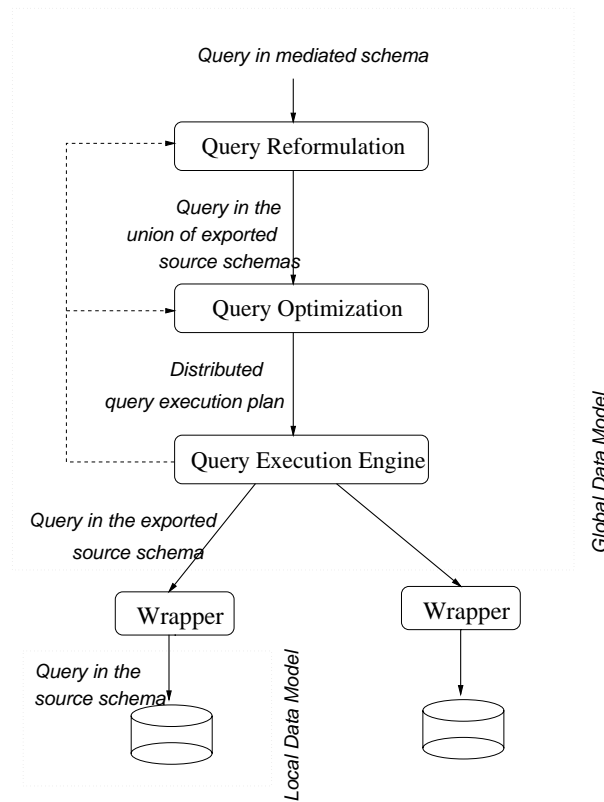 Query in mediated schema
Query Reformulation
Query in the
union of exported
source schemas
Query Optimization
Distributed
query execution plan
Query Execution Engine
Global Data Model
Query in the exported
source schema
Wrapper
Wrapper
Query in the
source schema
Local Data Model